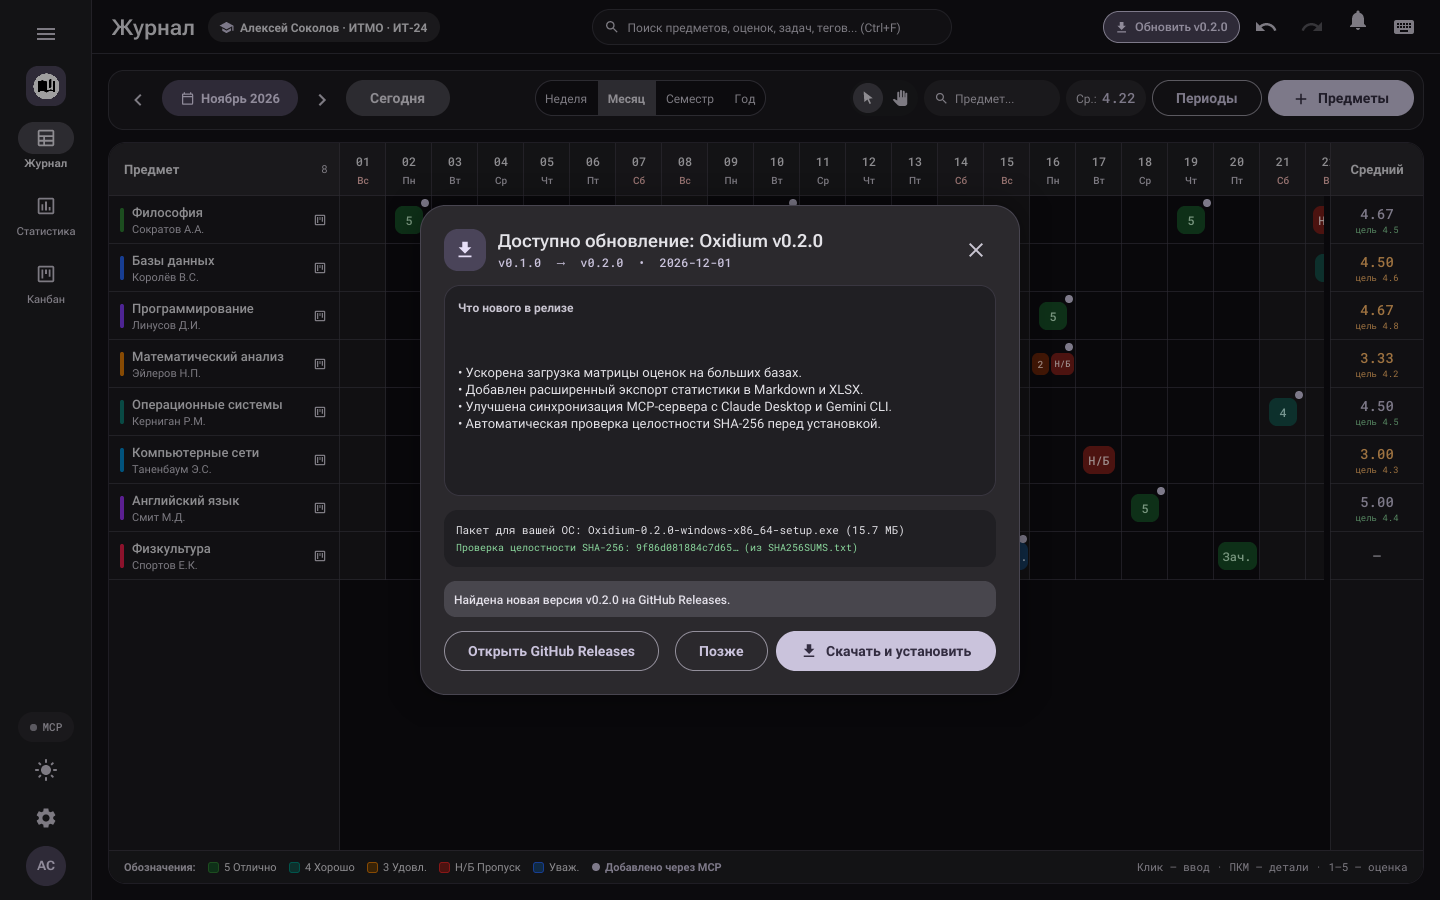 Журнал
Алексей Соколов · ИТМО · ИТ-24
Поиск предметов, оценок, задач, тегов... (Ctrl+F)
Обновить v0.2.0
Ноябрь 2026
Сегодня
Неделя Месяц Семестр Год
Предмет...
Ср.: 4.22
Периоды
Предметы
Журнал
Статистика
Канбан
MCP
АС
Предмет 8
01 02 03 04 05 06 07 08 09 10 11 12 13 14 15 16 17 18 19 20 21
Вс Пн Вт Ср Чт Пт Сб Вс Пн Вт Ср Чт Пт Сб Вс Пн Вт Ср Чт Пт Сб
Средний
Философия
Сократов А.А.
5 5
4.67
цель 4.5
Базы данных
Королёв В.С.
4.50
цель 4.6
Программирование
Линусов Д.И.
5
4.67
цель 4.8
Математический анализ
Эйлеров Н.П.
2 Н/Б
3.33
цель 4.2
Операционные системы
Керниган Р.М.
4
4.50
цель 4.5
Компьютерные сети
Таненбаум Э.С.
Н/Б
3.00
цель 4.3
Английский язык
Смит М.Д.
5
5.00
цель 4.4
Физкультура
Спортов Е.К.
Зач.
—
Доступно обновление: Oxidium v0.2.0
v0.1.0 → v0.2.0 • 2026-12-01
Что нового в релизе
• Ускорена загрузка матрицы оценок на больших базах.
• Добавлен расширенный экспорт статистики в Markdown и XLSX.
• Улучшена синхронизация MCP-сервера с Claude Desktop и Gemini CLI.
• Автоматическая проверка целостности SHA-256 перед установкой.
Пакет для вашей ОС: Oxidium-0.2.0-windows-x86_64-setup.exe (15.7 МБ)
Проверка целостности SHA-256: 9f86d081884c7d65… (из SHA256SUMS.txt)
Найдена новая версия v0.2.0 на GitHub Releases.
Открыть GitHub Releases
Позже
Скачать и установить
Обозначения: 5 Отлично 4 Хорошо 3 Удовл. Н/Б Пропуск Уваж. Добавлено через MCP
Клик — ввод · ПКМ — детали · 1–5 — оценка